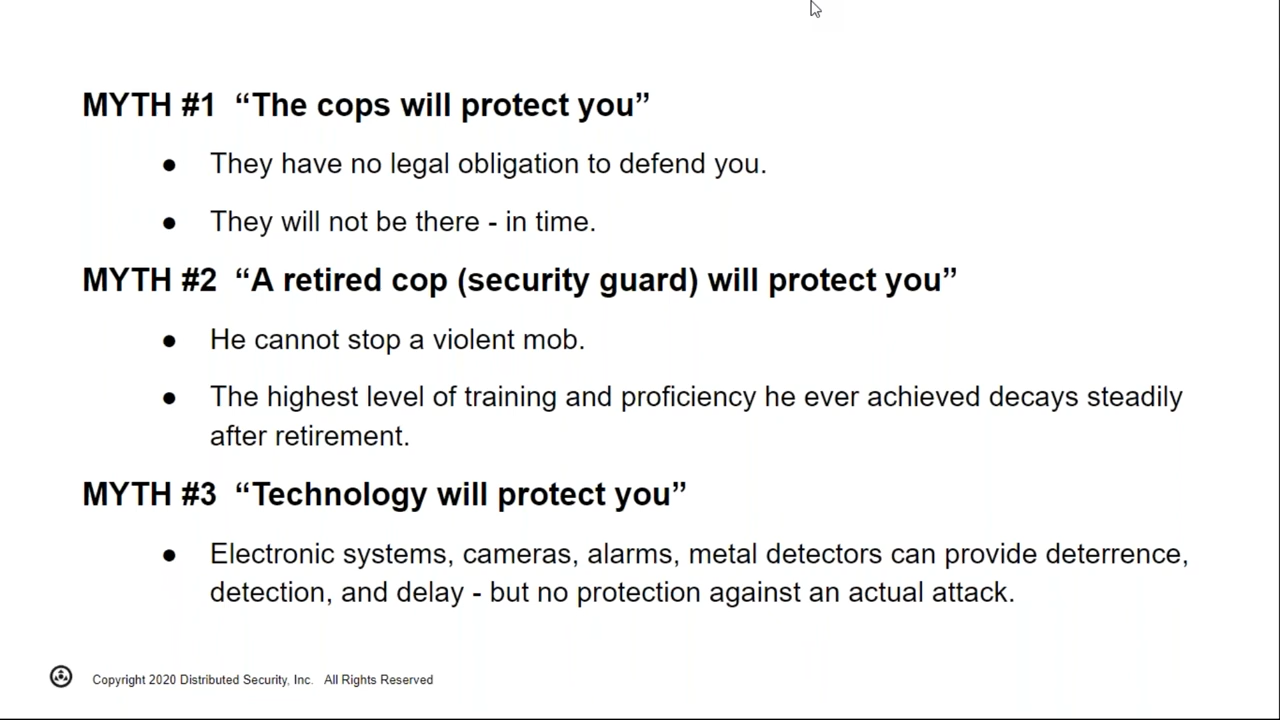 MYTH #1 “The cops will protect you”
● They have no legal obligation to defend you.
● They will not be there - in time.
MYTH #2 “A retired cop (security guard) will protect you”
● He cannot stop a violent mob.
● The highest level of training and proficiency he ever achieved decays steadily
after retirement.
MYTH #3 “Technology will protect you”
● Electronic systems, cameras, alarms, metal detectors can provide deterrence,
detection, and delay - but no protection against an actual attack.
Copyright 2020 Distributed Security, Inc. All Rights Reserved